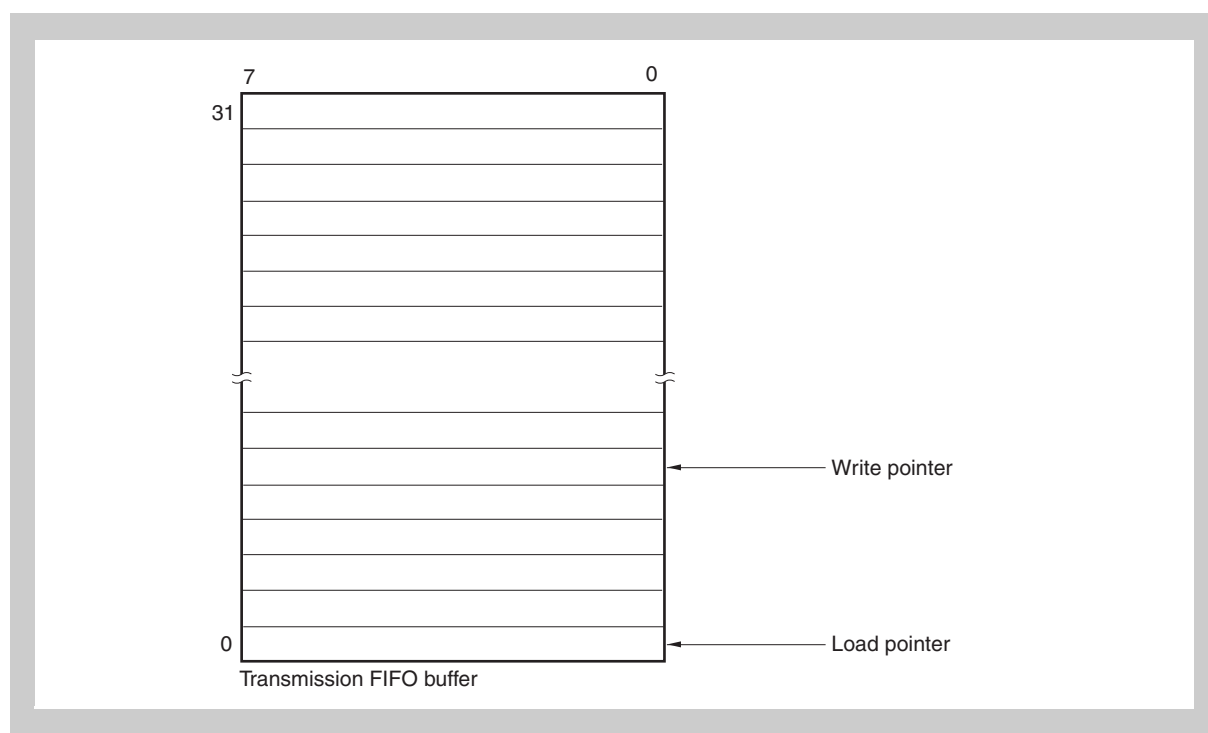 7 0
31
Write pointer
0
Load pointer
Transmission FIFO buffer